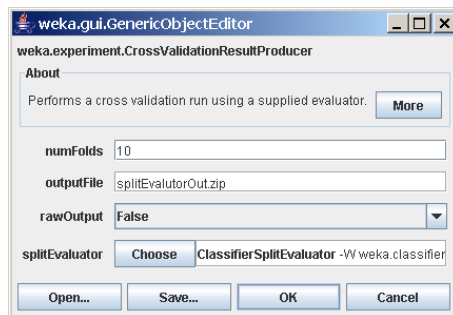 weka.gui.GenericObjectEditor
weka.experiment.CrossValidationResultProducer
About
Performs a cross validation run using a supplied evaluator.
More
numFolds 10
outputFile splitEvalutorOut.zip
rawOutput False
splitEvaluator Choose ClassifierSplitEvaluator -W weka.classifier
Open... Save... OK Cancel